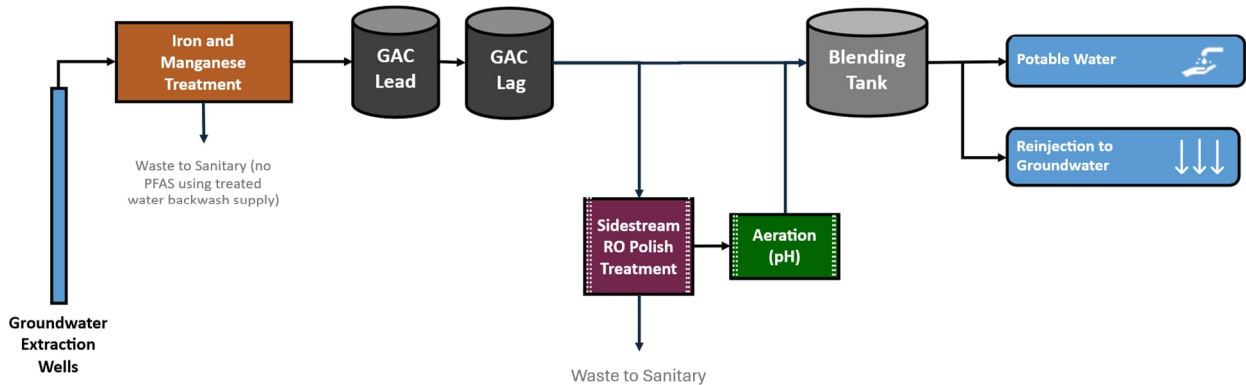 Iron and
Manganese
Treatment
GAC
Lead
GAC
Lag
Blending
Tank
Potable Water
Reinjection to
Groundwater
Waste to Sanitary (no
PFAS using treated
water backwash supply)
Sidestream
RO Polish
Treatment
Aeration
(pH)
Groundwater
Extraction
Wells
Waste to Sanitary